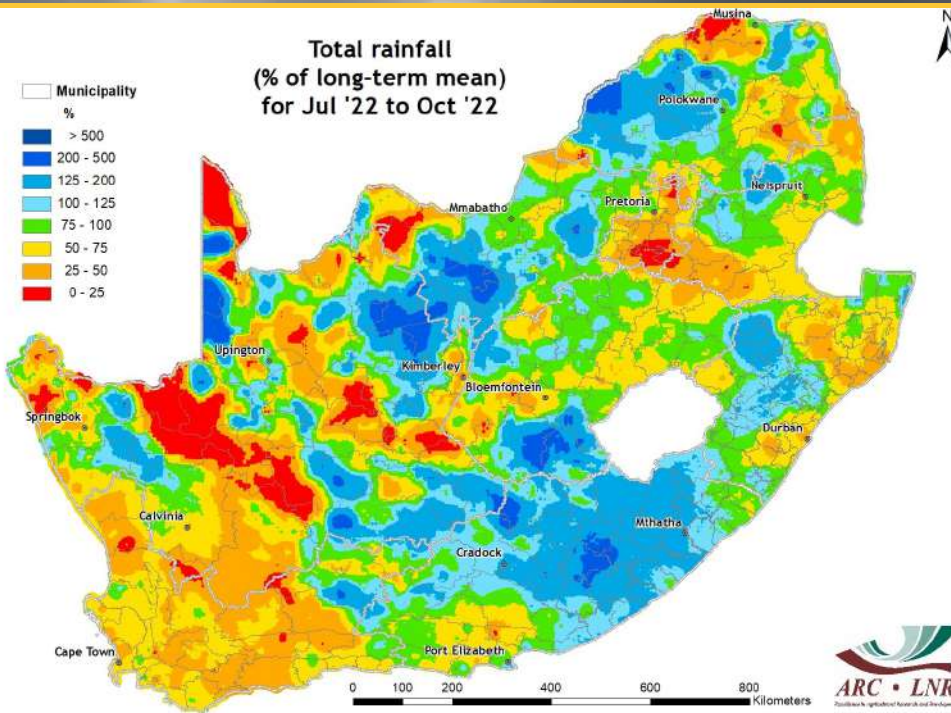 Total rainfall
(% of long-term mean)
for Jul '22 to Oct '22
N
Municipality
%
> 500
200 - 500
125 - 200
100 - 125
75 - 100
50 - 75
25 - 50
0 - 25
Musina
Polokwane
Nelspruit
Mmabatho
Pretoria
Upington
Kimberley
Bloemfontein
Springbok
Durban
Calvinia
Mthatha
Cradock
Cape Town
Port Elizabeth
0 100 200 400 600 800
Kilometers
ARC • LNR